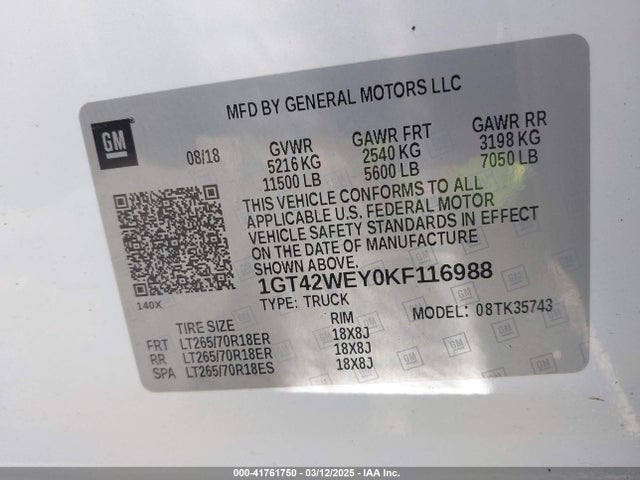 MFD BY GENERAL MOTORS LLC
GM
08/18
GVWR
5216 KG
11500 LB
GAWR FRT
2540 KG
5600 LB
GAWR RR
3198 KG
7050 LB
THIS VEHICLE CONFORMS TO ALL
APPLICABLE U.S. FEDERAL MOTOR
VEHICLE SAFETY STANDARDS IN EFFECT
ON THE DATE OF MANUFACTURE
SHOWN ABOVE.
1GT42WEY0KF116988
140X
TYPE: TRUCK
MODEL: 08TK35743
TIRE SIZE
RIM
FRT LT265/70R18ER 18X8J
RR LT265/70R18ER 18X8J
SPA LT265/70R18ES 18X8J
000-41761750 - 03/12/2025 - IAA Inc.